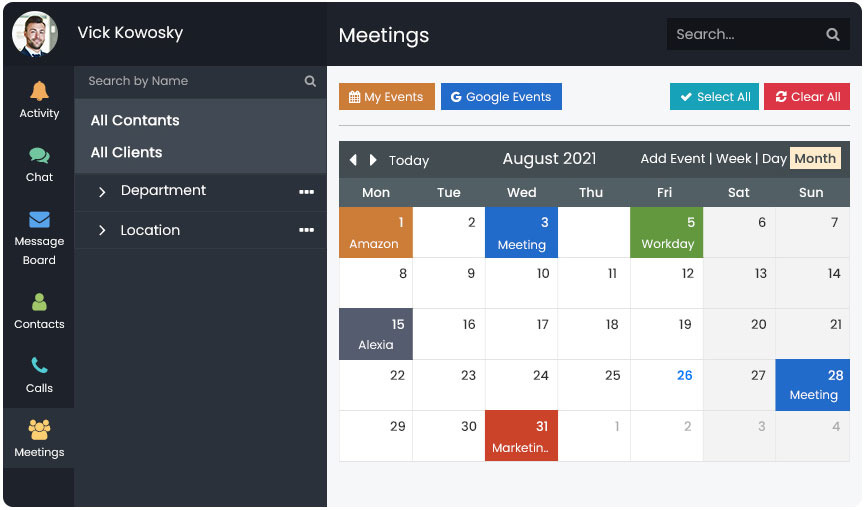 Vick Kowosky
Meetings
Search...
Activity
Chat
Message
Board
Contacts
Calls
Meetings
Search by Name
All Contants
All Clients
Department
Location
My Events
Google Events
Select All
Clear All
Today
August 2021
Add Event | Week | Day Month
Mon Tue Wed Thu Fri Sat Sun
1 2 3 5 6 7
Amazon Meeting Workday
8 9 10 11 12 13 14
15 16 17 18 19 20 21
Alexia
22 23 24 25 26 27 28
Meeting
29 30 31 1 2 3 4
Marketin..